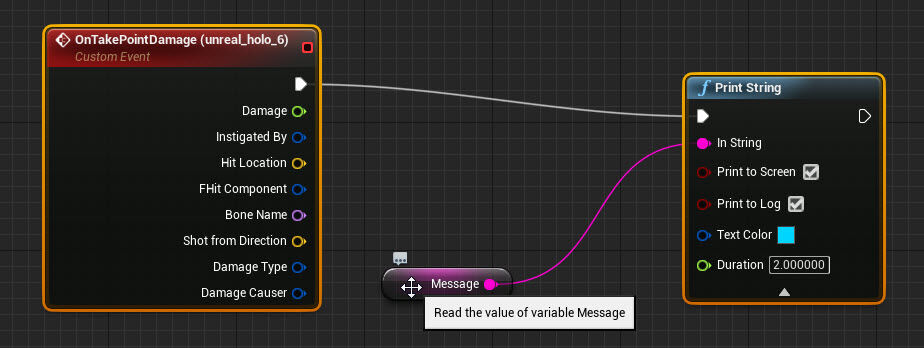 OnTakePointDamage (unreal_holo_6)
Custom Event
Damage
Instigated By
Hit Location
FHit Component
Bone Name
Shot from Direction
Damage Type
Damage Causer
Message
Read the value of variable Message
f Print String
In String
Print to Screen
Print to Log
Text Color
Duration 2.000000